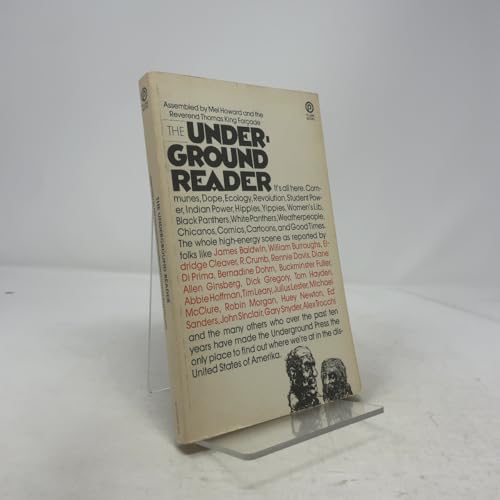 Assembled by Mel Howard and the
Reverend Thomas King Forçade
THE UNDER-
GROUND
READER It's all here: Com-
munes, Dope, Ecology, Revolution, Student Pow-
er, Indian Power, Hippies, Yippies, Women's Lib,
Black Panthers, White Panthers, Weatherpeople,
Chicanos, Comics, Cartoons, and Good Times.
The whole high-energy scene as reported by
folks like James Baldwin, William Burroughs, El-
dridge Cleaver, R. Crumb, Rennie Davis, Diane
Di Prima, Bernadine Dohrn, Buckminster Fuller,
Allen Ginsberg, Dick Gregory, Tom Hayden,
Abbie Hoffman, Tim Leary, Julius Lester, Michael
McClure, Robin Morgan, Huey Newton, Ed
Sanders, John Sinclair, Gary Snyder, Alex Trocchi
and the many others who over the past ten
years have made the Underground Press the
only place to find out where we're at in the dis-
United States of Amerika.
THE UNDERGROUND READER